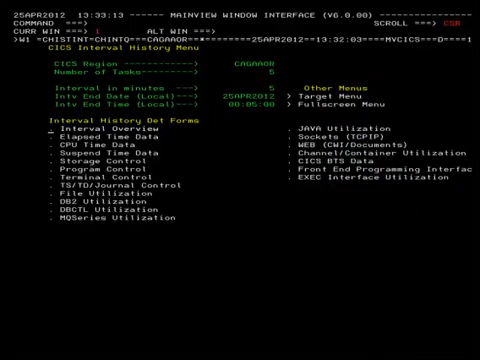 25APR2012 13:33:13 ------ MAINVIEW WINDOW INTERFACE (V6.0.00) -----------------
COMMAND ===> SCROLL ===> CSR
CURR WIN ===> 1 ALT WIN ===>
>W1 =CHISTINT=CHINTQ===CAGAAOR==*=========25APR2012==13:32:03====MVCICS===D====1
CICS Interval History Menu
CICS Region -------------> CAGAAOR
Number of Tasks----------> 5
Interval in minutes ---> 5 Other Menus
Intv End Date (Local)----> 25APR2012 > Target Menu
Intv End Time (Local)----> 00:05:00 > Fullscreen Menu
Interval History Det Forms
. Interval Overview . JAVA Utilization
. Elapsed Time Data . Sockets (TCPIP)
. CPU Time Data . WEB (CWI/Documents)
. Suspend Time Data . Channel/Container Utilization
. Storage Control . CICS BTS Data
. Program Control . Front End Programming Interfac
. Terminal Control . EXEC Interface Utilization
. TS/TD/Journal Control
. File Utilization
. DB2 Utilization
. DBCTL Utilization
. MQSeries Utilization